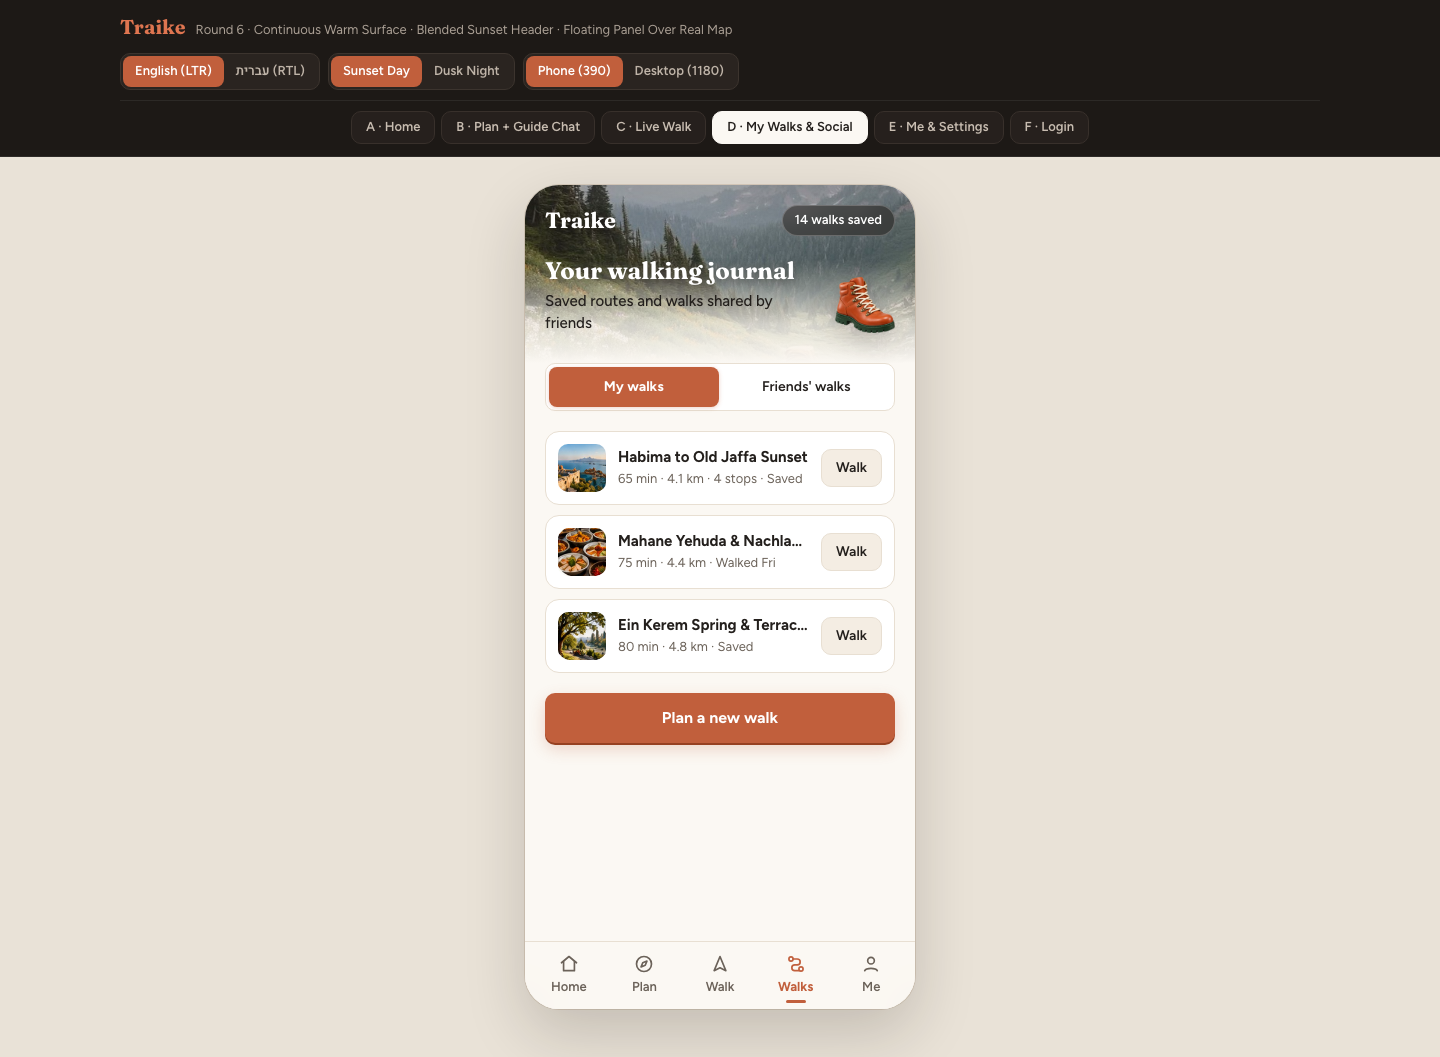 Traike Round 6 · Continuous Warm Surface · Blended Sunset Header · Floating Panel Over Real Map
English (LTR) עברית (RTL) Sunset Day Dusk Night Phone (390) Desktop (1180)
A · Home B · Plan + Guide Chat C · Live Walk D · My Walks & Social E · Me & Settings F · Login
Traike 14 walks saved
Your walking journal
Saved routes and walks shared by
friends
My walks Friends' walks
Habima to Old Jaffa Sunset
65 min · 4.1 km · 4 stops · Saved
Walk
Mahane Yehuda & Nachla...
75 min · 4.4 km · Walked Fri
Walk
Ein Kerem Spring & Terrac...
80 min · 4.8 km · Saved
Walk
Plan a new walk
Home Plan Walk Walks Me